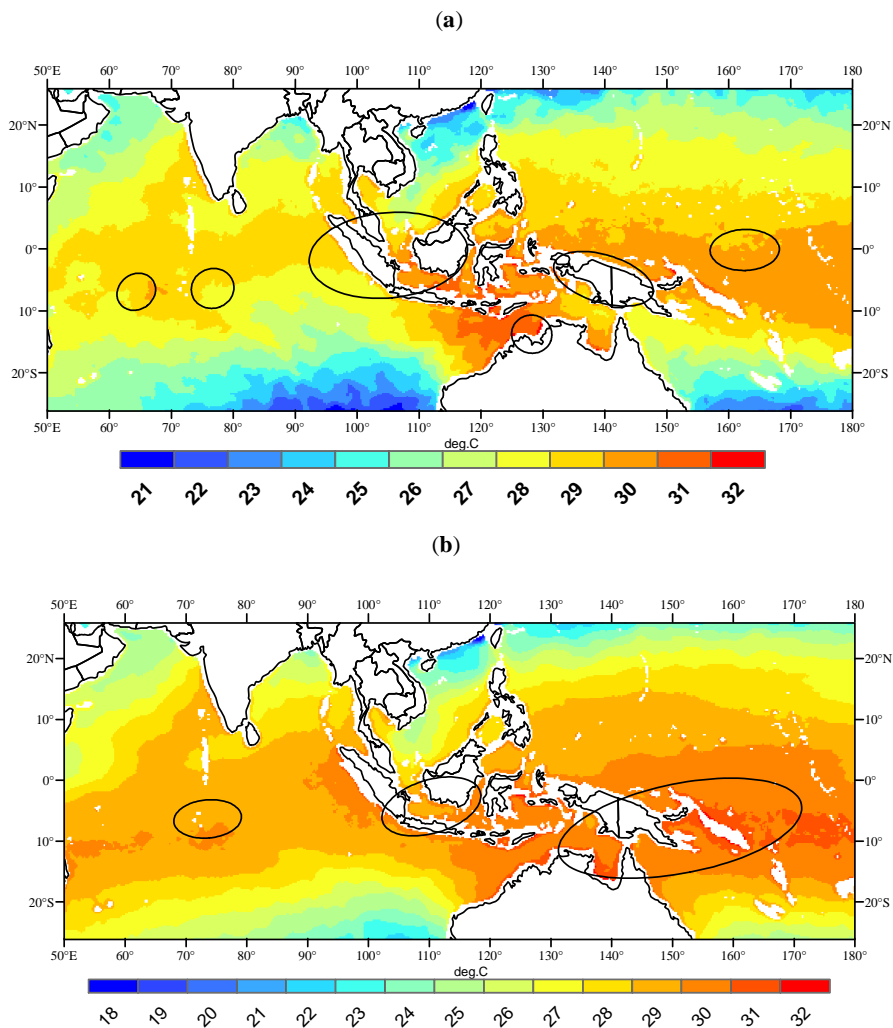 (a)
50°E 60° 70° 80° 90° 100° 110° 120° 130° 140° 150° 160° 170° 180°
20°N 20°N
10° 10°
0° 0°
10° 10°
20°S 20°S
50°E 60° 70° 80° 90° 100° 110° 120° 130° 140° 150° 160° 170° 180°
deg.C
21 22 23 24 25 26 27 28 29 30 31 32
(b)
50°E 60° 70° 80° 90° 100° 110° 120° 130° 140° 150° 160° 170° 180
20°N 20°N
10° 10°
0° 0°
10° 10°
20°S 20°S
50°E 60° 70° 80° 90° 100° 110° 120° 130° 140° 150° 160° 170° 180°
deg.C
18 19 20 21 22 23 24 25 26 27 28 29 30 31 32